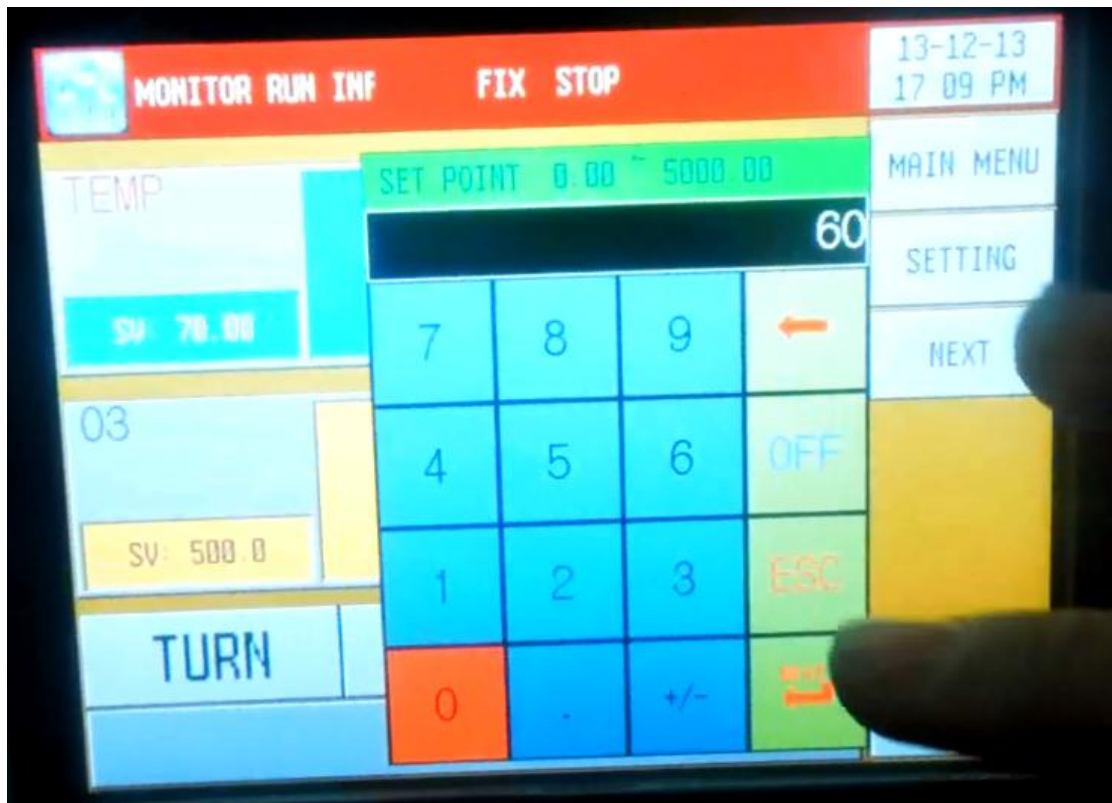 MONITOR RUN INF
FIX STOP
13-12-13
17 09 PM
TEMP
SV: 70.00
SET POINT 0.00 ~ 5000.00
60
MAIN MENU
SETTING
NEXT
7 8 9 ←
4 5 6 OFF
1 2 3 ESC
0 . +/-
03
SV: 500.0
TURN